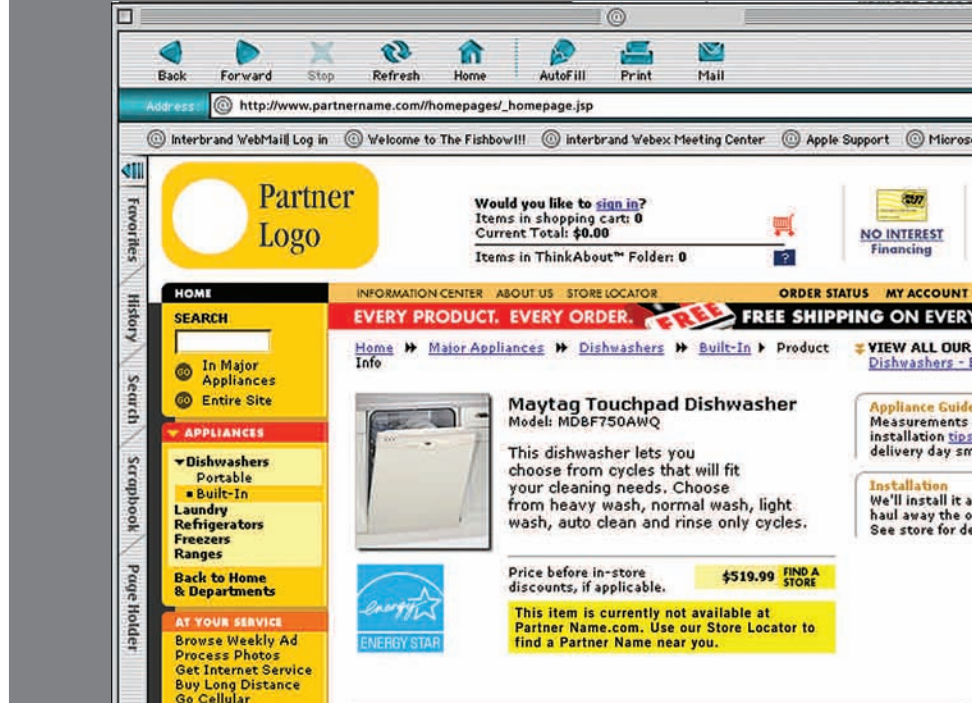 Back Forward Stop Refresh Home AutoFill Print Mail
Address: http://www.partnername.com//homepages/_homepage.jsp
Interbrand WebMail| Log in Welcome to The Fishbowl!! interbrand Webex Meeting Center Apple Support Micros
Favorites
History
Search
Scrapbook
Page Holder
Partner
Logo
Would you like to sign in?
Items in shopping cart: 0
Current Total: $0.00
Items in ThinkAbout™ Folder: 0
?
NO INTEREST
Financing
HOME
INFORMATION CENTER ABOUT US STORE LOCATOR ORDER STATUS MY ACCOUNT
EVERY PRODUCT. EVERY ORDER. FREE FREE SHIPPING ON EVERY
SEARCH
GO In Major
Appliances
GO Entire Site
APPLIANCES
Dishwashers
Portable
Built-In
Laundry
Refrigerators
Freezers
Ranges
Back to Home
& Departments
AT YOUR SERVICE
Browse Weekly Ad
Process Photos
Get Internet Service
Buy Long Distance
Go Cellular
Home Major Appliances Dishwashers Built-In Product
Info
Maytag Touchpad Dishwasher
Model: MDBF750AWQ
This dishwasher lets you
choose from cycles that will fit
your cleaning needs. Choose
from heavy wash, normal wash, light
wash, auto clean and rinse only cycles.
energy
ENERGY STAR
Price before in-store
discounts, if applicable.
$519.99 FIND A
STORE
This item is currently not available at
Partner Name.com. Use our Store Locator to
find a Partner Name near you.
VIEW ALL OUR
Dishwashers -
Appliance Guide
Measurements
installation tips
delivery day sm
Installation
We'll install it a
haul away the o
See store for de